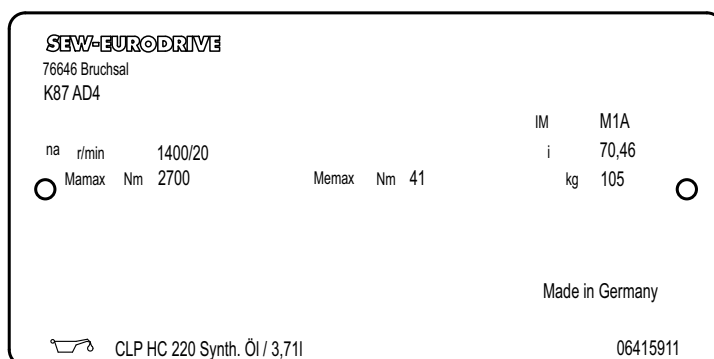 SEW-EURODRIVE
76646 Bruchsal
K87 AD4
IM M1A
na r/min 1400/20 i 70,46
Mamax Nm 2700 Memax Nm 41 kg 105
Made in Germany
CLP HC 220 Synth. Öl / 3,71l 06415911